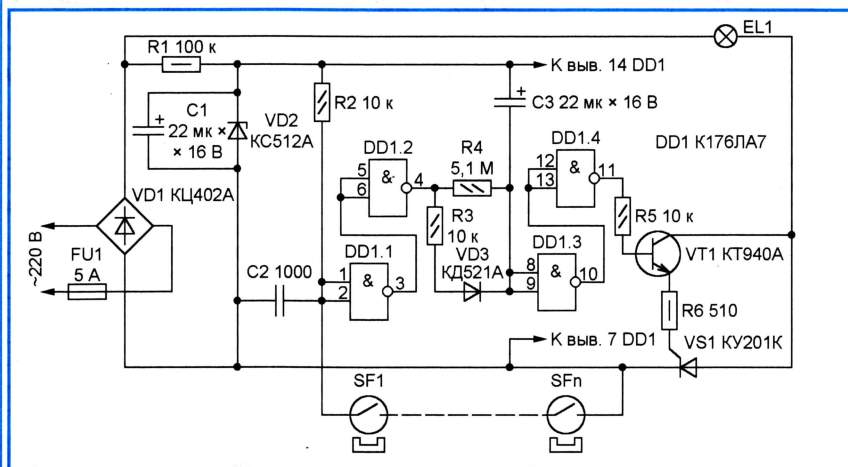 EL1
R1 100 к
К выв. 14 DD1
C1
22 мк ×
× 16 В
VD2
КС512А
R2 10 к
C3 22 мк × 16 В
DD1.2
R4
5,1 М
DD1.4
DD1 К176ЛА7
5
6
&
4
12
13
&
11
VD1 КЦ402А
R3
10 к
R5 10 к
~220 В
FU1
5 А
VD3
КД521А
VT1 КТ940А
C2 1000
DD1.1
1
2
&
3
DD1.3
8
9
&
10
R6 510
К выв. 7 DD1
VS1 КУ201К
SF1
SFn